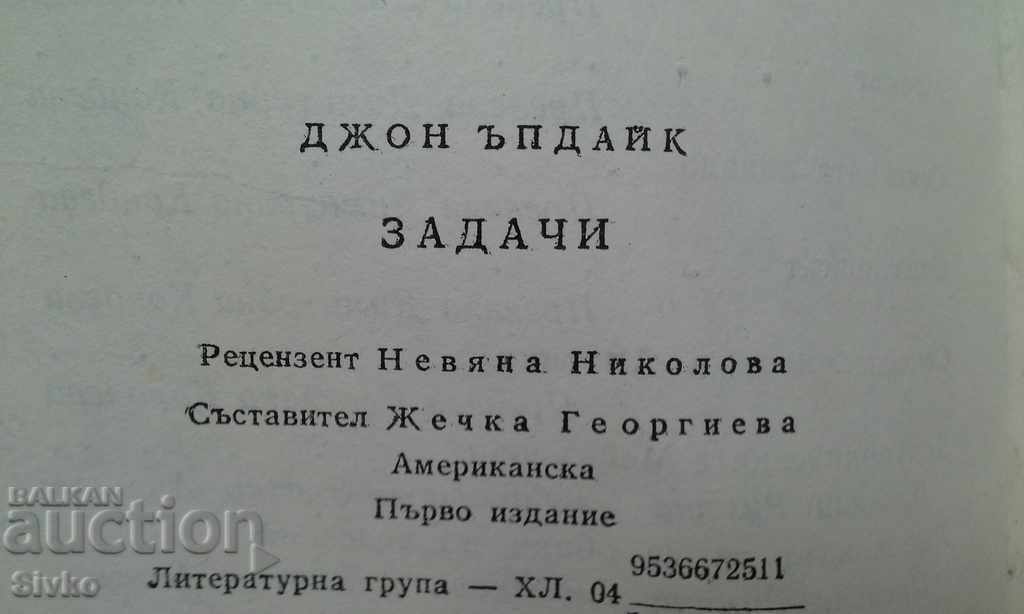 ДЖОН ЪПДАЙК
ЗАДАЧИ
Рецензент Невяна Николова
Съставител Жечка Георгиева
Американска
Първо издание
Литературна група — ХЛ. 04 9536672511
BALKAN
auction
Sivko